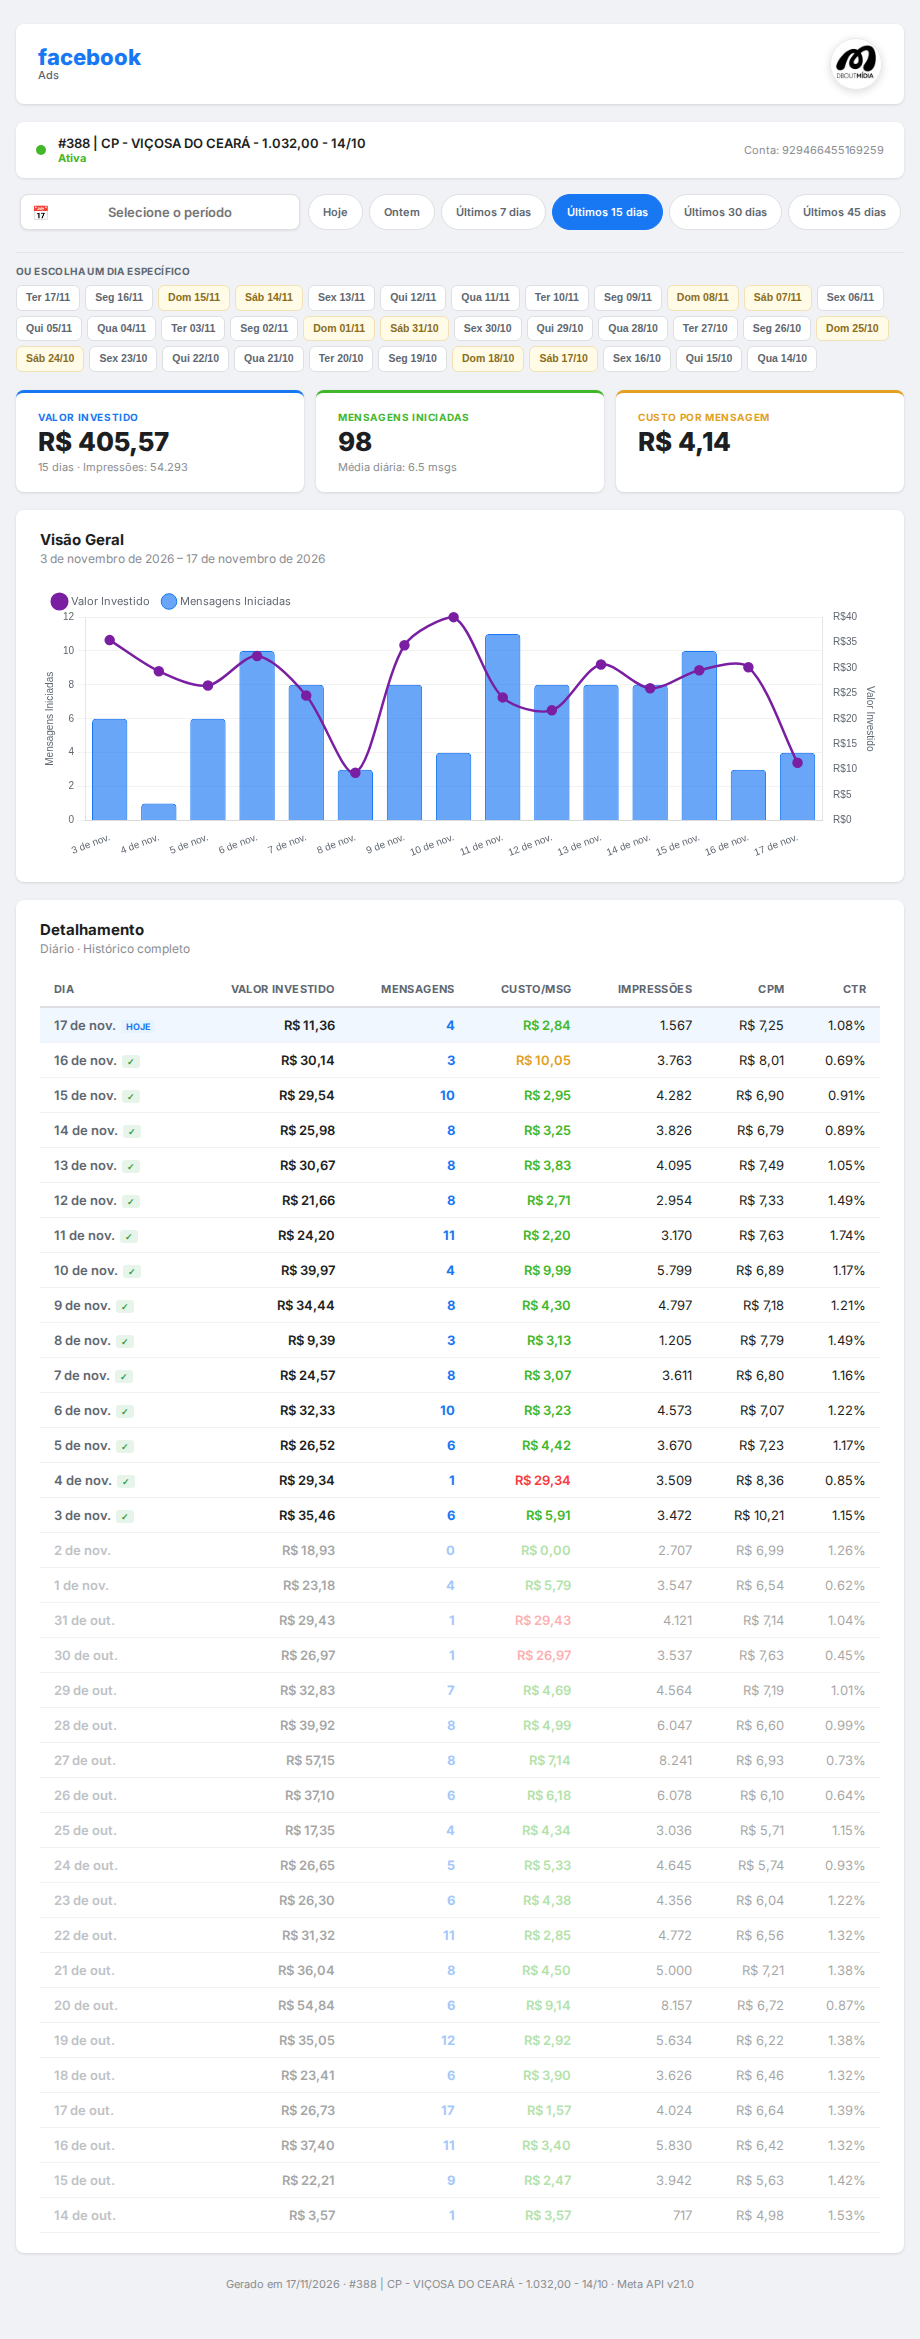 facebook
Ads
DBOUTMÍDIA
#388 | CP - VIÇOSA DO CEARÁ - 1.032,00 - 14/10
Ativa
Conta: 929466455169259
Selecione o período
Hoje
Ontem
Últimos 7 dias
Últimos 15 dias
Últimos 30 dias
Últimos 45 dias
OU ESCOLHA UM DIA ESPECÍFICO
Ter 17/11 Seg 16/11 Dom 15/11 Sáb 14/11 Sex 13/11 Qui 12/11 Qua 11/11 Ter 10/11 Seg 09/11 Dom 08/11 Sáb 07/11 Sex 06/11
Qui 05/11 Qua 04/11 Ter 03/11 Seg 02/11 Dom 01/11 Sáb 31/10 Sex 30/10 Qui 29/10 Qua 28/10 Ter 27/10 Seg 26/10 Dom 25/10
Sáb 24/10 Sex 23/10 Qui 22/10 Qua 21/10 Ter 20/10 Seg 19/10 Dom 18/10 Sáb 17/10 Sex 16/10 Qui 15/10 Qua 14/10
VALOR INVESTIDO
R$ 405,57
15 dias · Impressões: 54.293
MENSAGENS INICIADAS
98
Média diária: 6.5 msgs
CUSTO POR MENSAGEM
R$ 4,14
Visão Geral
3 de novembro de 2026 – 17 de novembro de 2026
Valor Investido Mensagens Iniciadas
Mensagens Iniciadas
12
10
8
6
4
2
0
R$40
R$35
R$30
R$25
R$20
R$15
R$10
R$5
R$0
Valor Investido
3 de nov. 4 de nov. 5 de nov. 6 de nov. 7 de nov. 8 de nov. 9 de nov. 10 de nov. 11 de nov. 12 de nov. 13 de nov. 14 de nov. 15 de nov. 16 de nov. 17 de nov.
Detalhamento
Diário · Histórico completo
DIA VALOR INVESTIDO MENSAGENS CUSTO/MSG IMPRESSÕES CPM CTR
17 de nov. HOJE R$ 11,36 4 R$ 2,84 1.567 R$ 7,25 1.08%
16 de nov. ✓ R$ 30,14 3 R$ 10,05 3.763 R$ 8,01 0.69%
15 de nov. ✓ R$ 29,54 10 R$ 2,95 4.282 R$ 6,90 0.91%
14 de nov. ✓ R$ 25,98 8 R$ 3,25 3.826 R$ 6,79 0.89%
13 de nov. ✓ R$ 30,67 8 R$ 3,83 4.095 R$ 7,49 1.05%
12 de nov. ✓ R$ 21,66 8 R$ 2,71 2.954 R$ 7,33 1.49%
11 de nov. ✓ R$ 24,20 11 R$ 2,20 3.170 R$ 7,63 1.74%
10 de nov. ✓ R$ 39,97 4 R$ 9,99 5.799 R$ 6,89 1.17%
9 de nov. ✓ R$ 34,44 8 R$ 4,30 4.797 R$ 7,18 1.21%
8 de nov. ✓ R$ 9,39 3 R$ 3,13 1.205 R$ 7,79 1.49%
7 de nov. ✓ R$ 24,57 8 R$ 3,07 3.611 R$ 6,80 1.16%
6 de nov. ✓ R$ 32,33 10 R$ 3,23 4.573 R$ 7,07 1.22%
5 de nov. ✓ R$ 26,52 6 R$ 4,42 3.670 R$ 7,23 1.17%
4 de nov. ✓ R$ 29,34 1 R$ 29,34 3.509 R$ 8,36 0.85%
3 de nov. ✓ R$ 35,46 6 R$ 5,91 3.472 R$ 10,21 1.15%
2 de nov. R$ 18,93 0 R$ 0,00 2.707 R$ 6,99 1.26%
1 de nov. R$ 23,18 4 R$ 5,79 3.547 R$ 6,54 0.62%
31 de out. R$ 29,43 1 R$ 29,43 4.121 R$ 7,14 1.04%
30 de out. R$ 26,97 1 R$ 26,97 3.537 R$ 7,63 0.45%
29 de out. R$ 32,83 7 R$ 4,69 4.564 R$ 7,19 1.01%
28 de out. R$ 39,92 8 R$ 4,99 6.047 R$ 6,60 0.99%
27 de out. R$ 57,15 8 R$ 7,14 8.241 R$ 6,93 0.73%
26 de out. R$ 37,10 6 R$ 6,18 6.078 R$ 6,10 0.64%
25 de out. R$ 17,35 4 R$ 4,34 3.036 R$ 5,71 1.15%
24 de out. R$ 26,65 5 R$ 5,33 4.645 R$ 5,74 0.93%
23 de out. R$ 26,30 6 R$ 4,38 4.356 R$ 6,04 1.22%
22 de out. R$ 31,32 11 R$ 2,85 4.772 R$ 6,56 1.32%
21 de out. R$ 36,04 8 R$ 4,50 5.000 R$ 7,21 1.38%
20 de out. R$ 54,84 6 R$ 9,14 8.157 R$ 6,72 0.87%
19 de out. R$ 35,05 12 R$ 2,92 5.634 R$ 6,22 1.38%
18 de out. R$ 23,41 6 R$ 3,90 3.626 R$ 6,46 1.32%
17 de out. R$ 26,73 17 R$ 1,57 4.024 R$ 6,64 1.39%
16 de out. R$ 37,40 11 R$ 3,40 5.830 R$ 6,42 1.32%
15 de out. R$ 22,21 9 R$ 2,47 3.942 R$ 5,63 1.42%
14 de out. R$ 3,57 1 R$ 3,57 717 R$ 4,98 1.53%
Gerado em 17/11/2026 · #388 | CP - VIÇOSA DO CEARÁ - 1.032,00 - 14/10 · Meta API v21.0